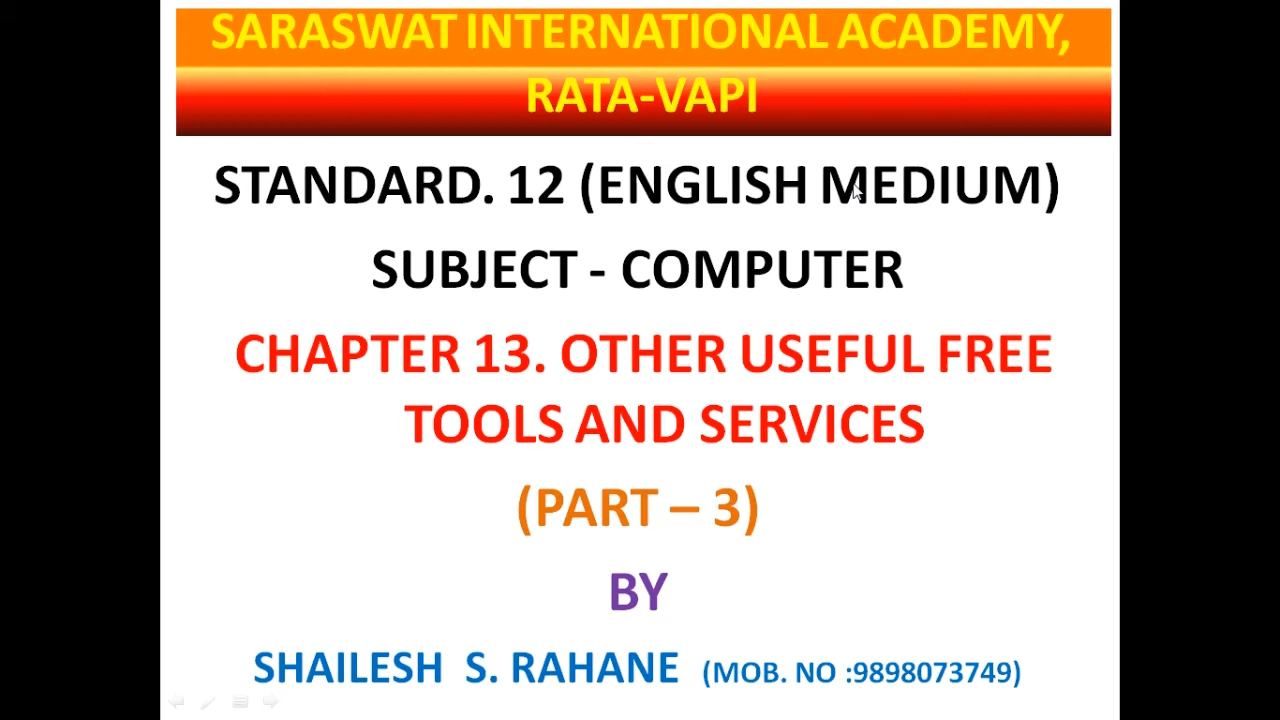 SARASWAT INTERNATIONAL ACADEMY,
RATA-VAPI
STANDARD. 12 (ENGLISH MEDIUM)
SUBJECT - COMPUTER
CHAPTER 13. OTHER USEFUL FREE
TOOLS AND SERVICES
(PART – 3)
BY
SHAILESH S. RAHANE (MOB. NO :9898073749)